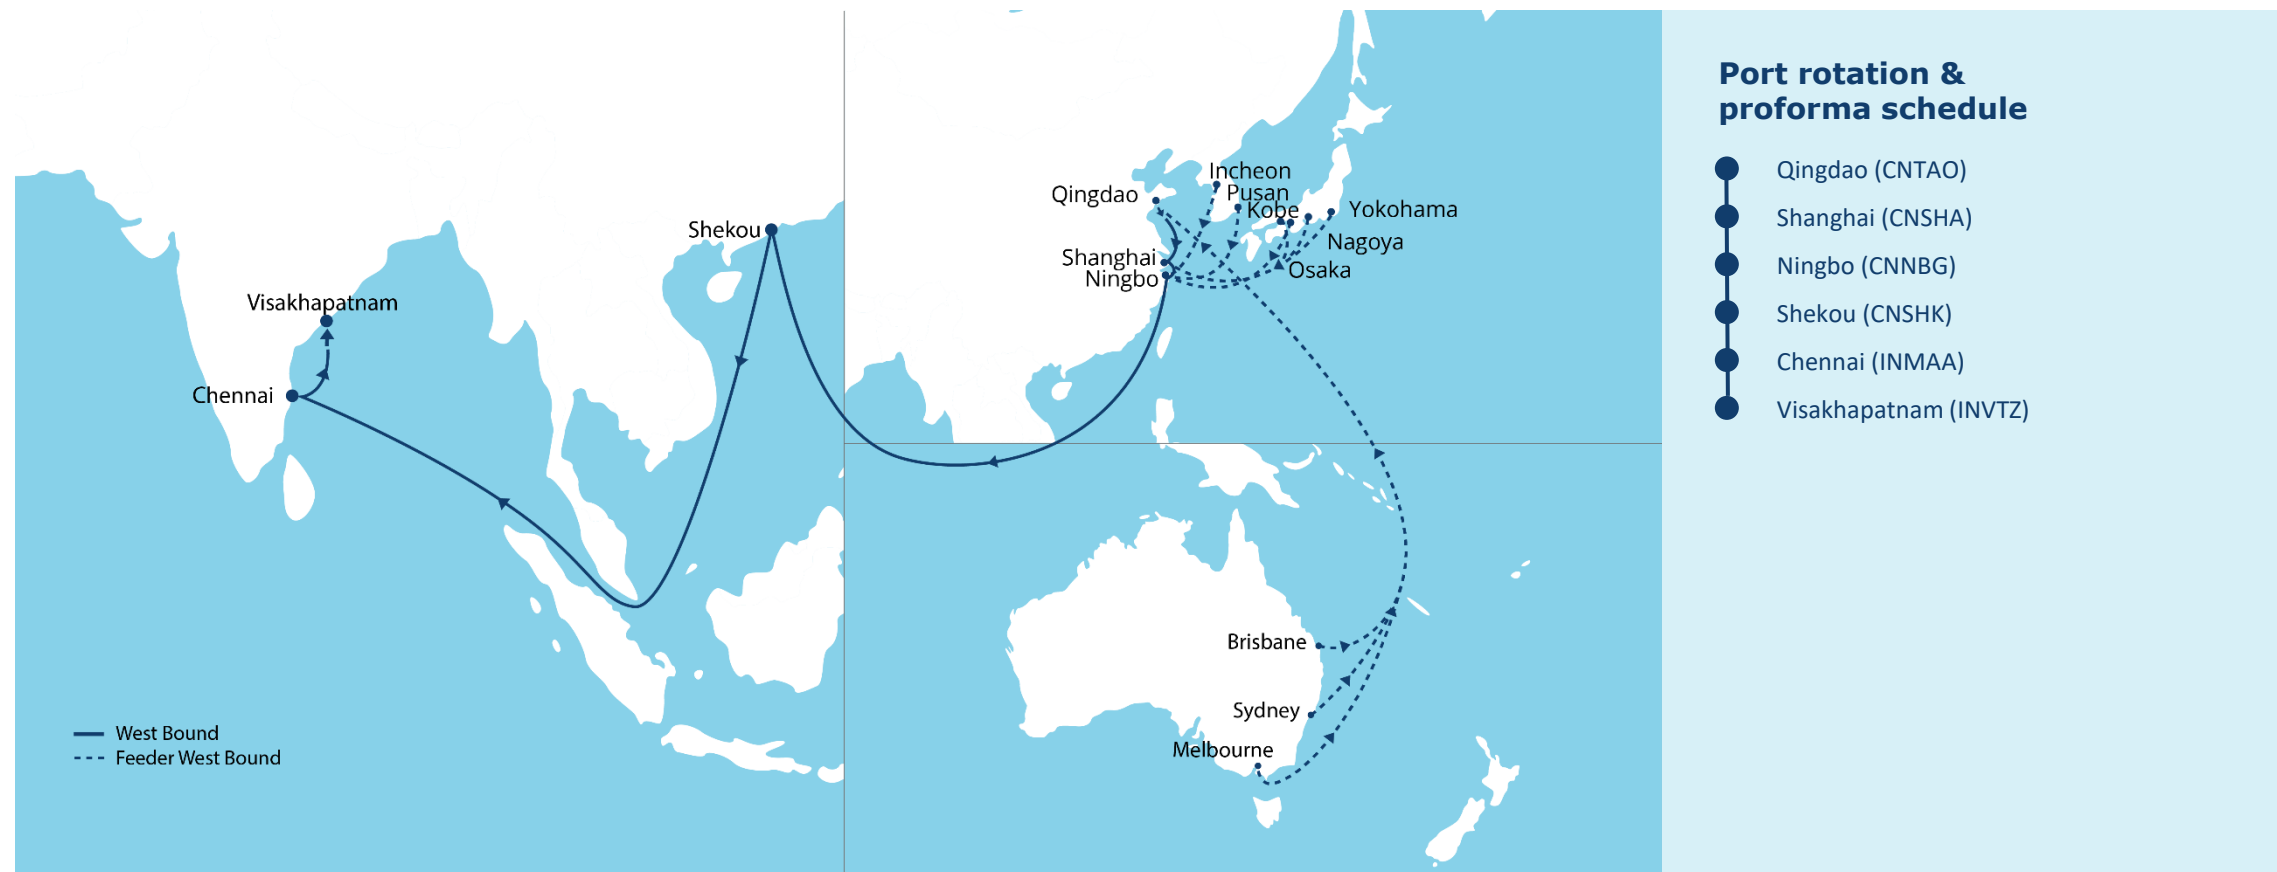 Port rotation &
proforma schedule
Qingdao (CNTAO)
Shanghai (CNSHA)
Ningbo (CNNBG)
Shekou (CNSHK)
Chennai (INMAA)
Visakhapatnam (INVTZ)
Incheon
Pusan
Qingdao
Kobe
Yokohama
Nagoya
Osaka
Shanghai
Ningbo
Shekou
Visakhapatnam
Chennai
Brisbane
Sydney
Melbourne
West Bound
Feeder West Bound